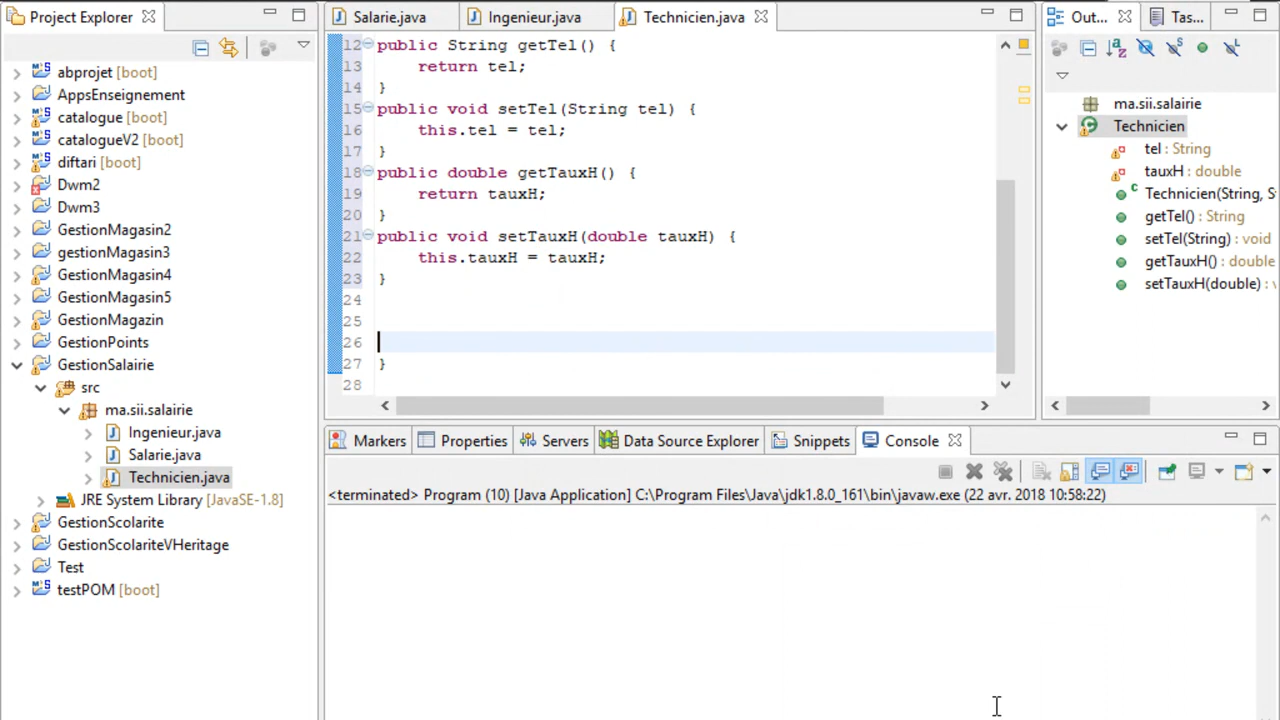 Project Explorer
abprojet [boot]
AppsEnseignement
catalogue [boot]
catalogueV2 [boot]
diftari [boot]
Dwm2
Dwm3
GestionMagasin2
gestionMagasin3
GestionMagasin4
GestionMagasin5
GestionMagazin
GestionPoints
GestionSalairie
src
ma.sii.salairie
Ingenieur.java
Salarie.java
Technicien.java
JRE System Library [JavaSE-1.8]
GestionScolarite
GestionScolariteVHeritage
Test
testPOM [boot]
Salarie.java Ingenieur.java Technicien.java
12 public String getTel() {
13 return tel;
14 }
15 public void setTel(String tel) {
16 this.tel = tel;
17 }
18 public double getTauxH() {
19 return tauxH;
20 }
21 public void setTauxH(double tauxH) {
22 this.tauxH = tauxH;
23 }
24
25
26
27 }
28
Out... Tas...
ma.sii.salairie
Technicien
tel : String
tauxH : double
Technicien(String, S
getTel() : String
setTel(String) : void
getTauxH() : double
setTauxH(double) : v
Markers Properties Servers Data Source Explorer Snippets Console
<terminated> Program (10) [Java Application] C:\Program Files\Java\jdk1.8.0_161\bin\javaw.exe (22 avr. 2018 10:58:22)